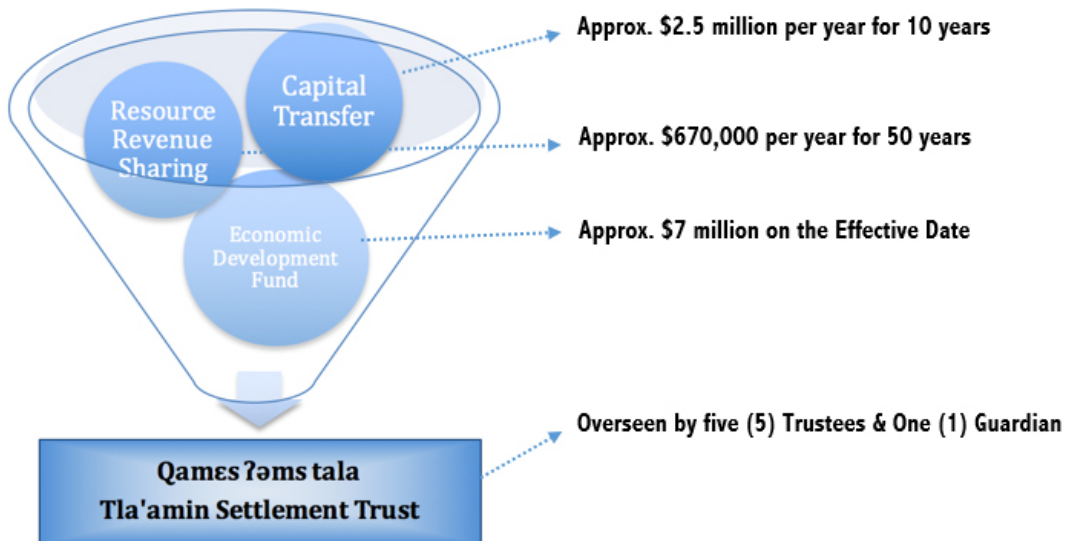 Approx. $2.5 million per year for 10 years
Capital
Transfer
Resource
Revenue
Sharing
Approx. $670,000 per year for 50 years
Economic
Development
Fund
Approx. $7 million on the Effective Date
Overseen by five (5) Trustees & One (1) Guardian
Qamɛs ʔəms tala
Tla'amin Settlement Trust